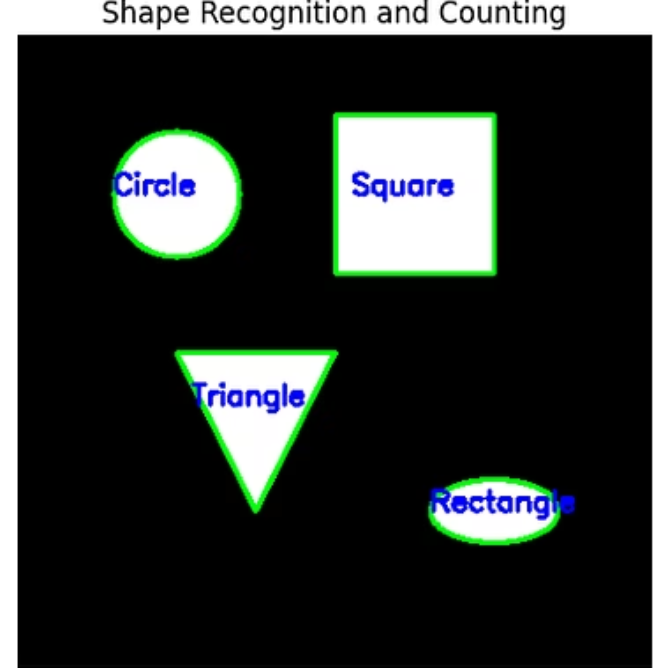 Shape Recognition and Counting
Circle
Square
Triangle
Rectangle